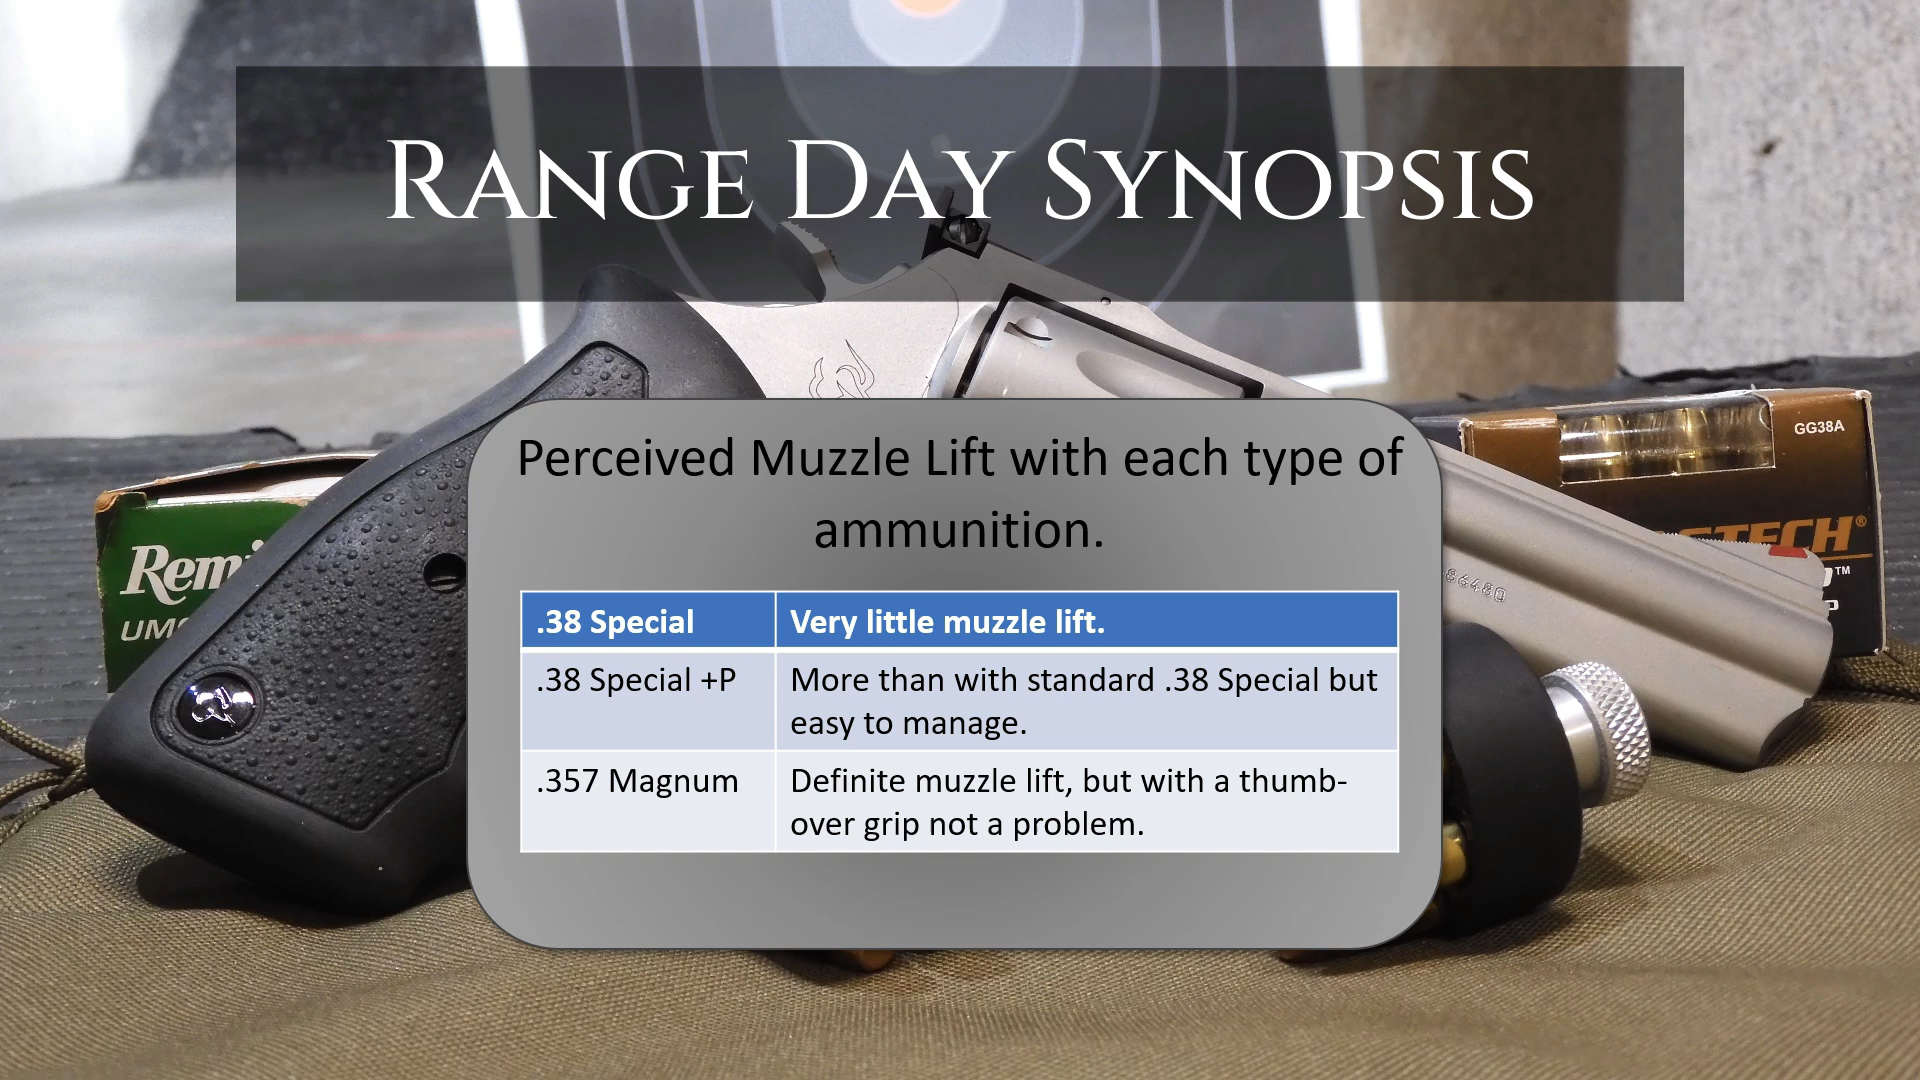 RANGE DAY SYNOPSIS
Perceived Muzzle Lift with each type of
ammunition.
.38 Special
Very little muzzle lift.
.38 Special +P
More than with standard .38 Special but
easy to manage.
.357 Magnum
Definite muzzle lift, but with a thumb-
over grip not a problem.
GG38A
™